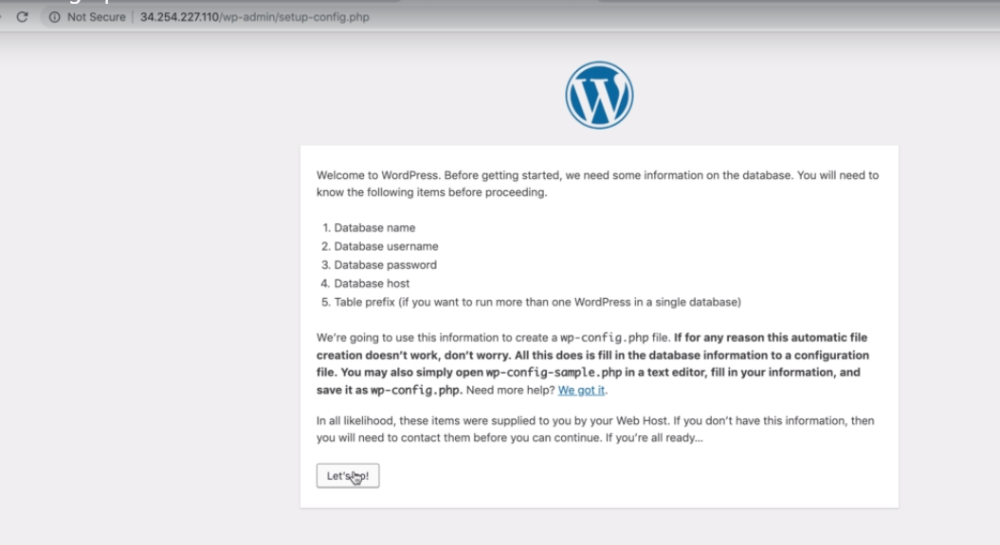 Not Secure | 34.254.227.110/wp-admin/setup-config.php
Welcome to WordPress. Before getting started, we need some information on the database. You will need to
know the following items before proceeding.
1. Database name
2. Database username
3. Database password
4. Database host
5. Table prefix (if you want to run more than one WordPress in a single database)
We're going to use this information to create a wp-config.php file. If for any reason this automatic file
creation doesn't work, don't worry. All this does is fill in the database information to a configuration
file. You may also simply open wp-config-sample.php in a text editor, fill in your information, and
save it as wp-config.php. Need more help? We got it.
In all likelihood, these items were supplied to you by your Web Host. If you don't have this information, then
you will need to contact them before you can continue. If you're all ready...
Let's go!